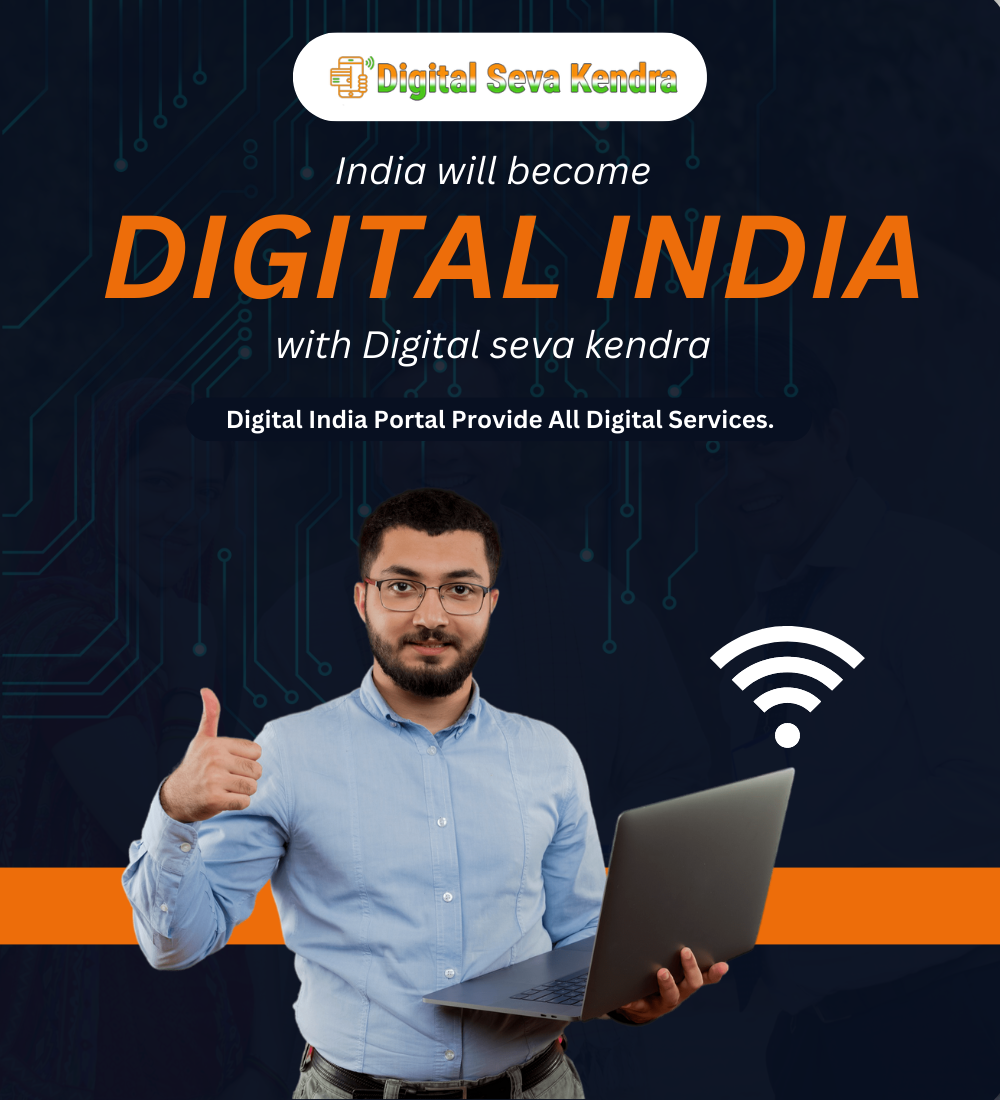 Digital Seva Kendra
India will become
DIGITAL INDIA
with Digital seva kendra
Digital India Portal Provide All Digital Services.